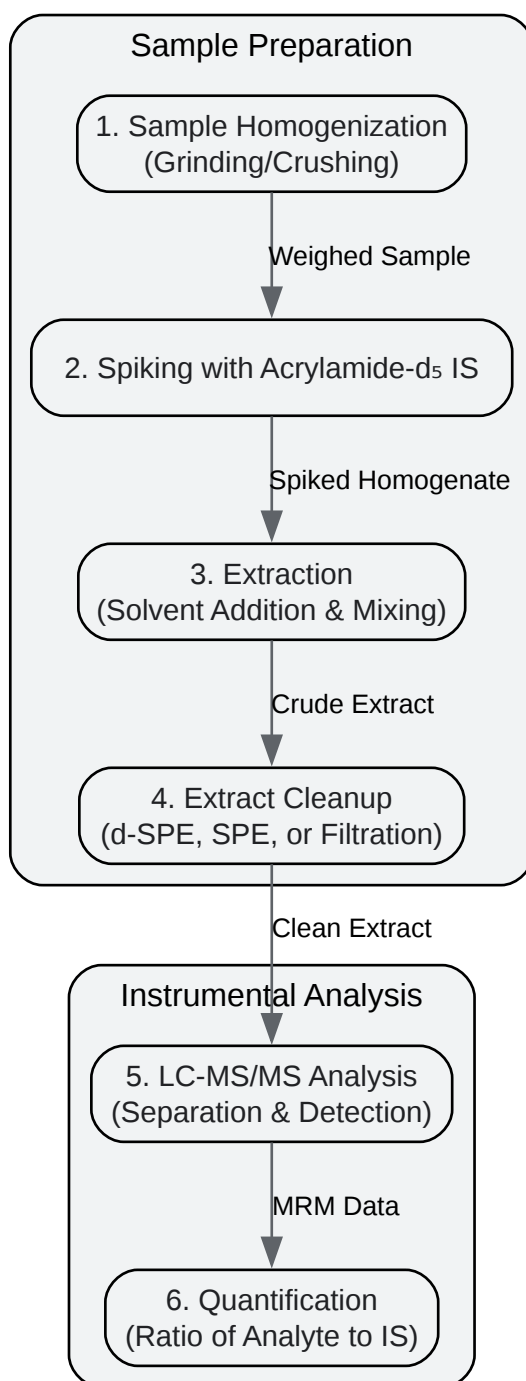 Sample Preparation
1. Sample Homogenization
(Grinding/Crushing)
Weighed Sample
2. Spiking with Acrylamide-d₅ IS
Spiked Homogenate
3. Extraction
(Solvent Addition & Mixing)
Crude Extract
4. Extract Cleanup
(d-SPE, SPE, or Filtration)
Clean Extract
Instrumental Analysis
5. LC-MS/MS Analysis
(Separation & Detection)
MRM Data
6. Quantification
(Ratio of Analyte to IS)